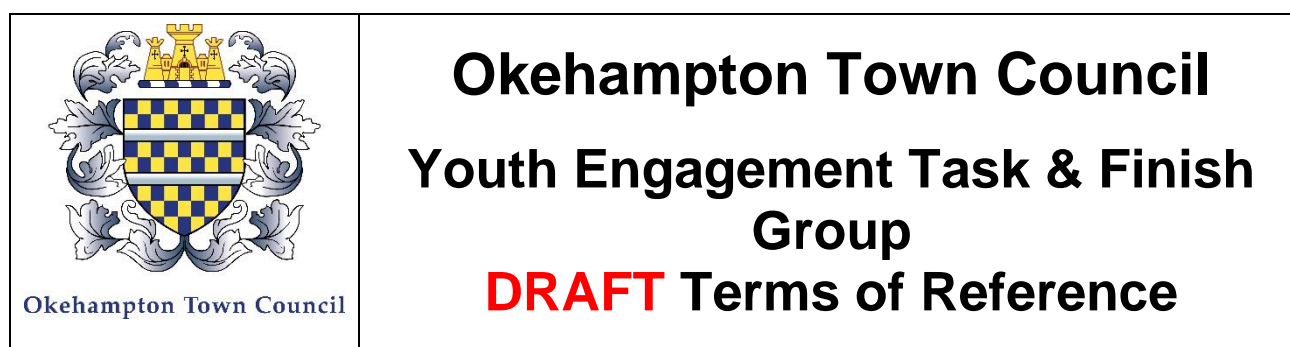 Okehampton Town Council
Okehampton Town Council
Youth Engagement Task & Finish
Group
DRAFT Terms of Reference